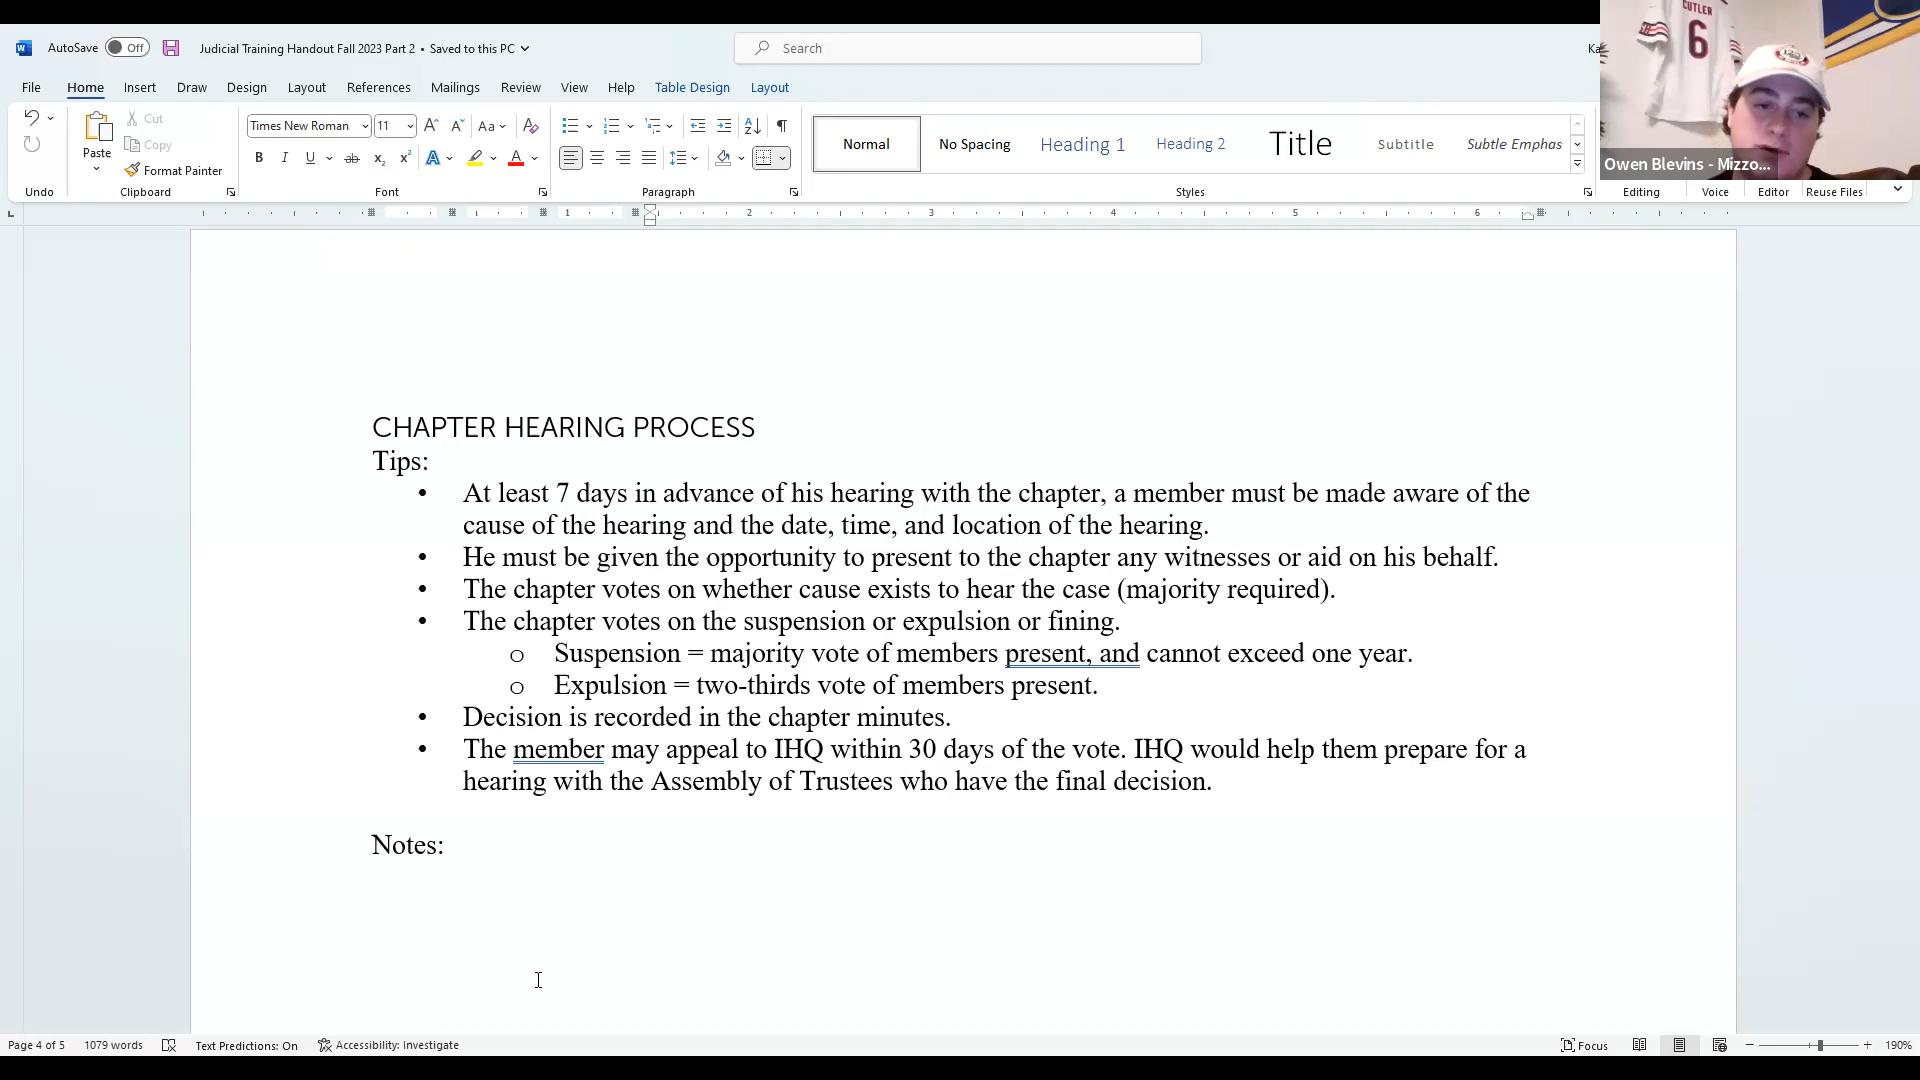 AutoSave Off Judicial Training Handout Fall 2023 Part 2 • Saved to this PC Search Ka
CUTLER
6
File Home Insert Draw Design Layout References Mailings Review View Help Table Design Layout
Paste Cut Copy Format Painter
Times New Roman 11
Normal No Spacing Heading 1 Heading 2 Title Subtitle Subtle Emphas
Owen Blevins - Mizzo...
Undo Clipboard Font Paragraph Styles Editing Voice Editor Reuse Files
1 2 3 4 5 6
CHAPTER HEARING PROCESS
Tips:
• At least 7 days in advance of his hearing with the chapter, a member must be made aware of the
cause of the hearing and the date, time, and location of the hearing.
• He must be given the opportunity to present to the chapter any witnesses or aid on his behalf.
• The chapter votes on whether cause exists to hear the case (majority required).
• The chapter votes on the suspension or expulsion or fining.
o Suspension = majority vote of members present, and cannot exceed one year.
o Expulsion = two-thirds vote of members present.
• Decision is recorded in the chapter minutes.
• The member may appeal to IHQ within 30 days of the vote. IHQ would help them prepare for a
hearing with the Assembly of Trustees who have the final decision.
Notes:
Page 4 of 5 1079 words Text Predictions: On Accessibility: Investigate Focus 190%